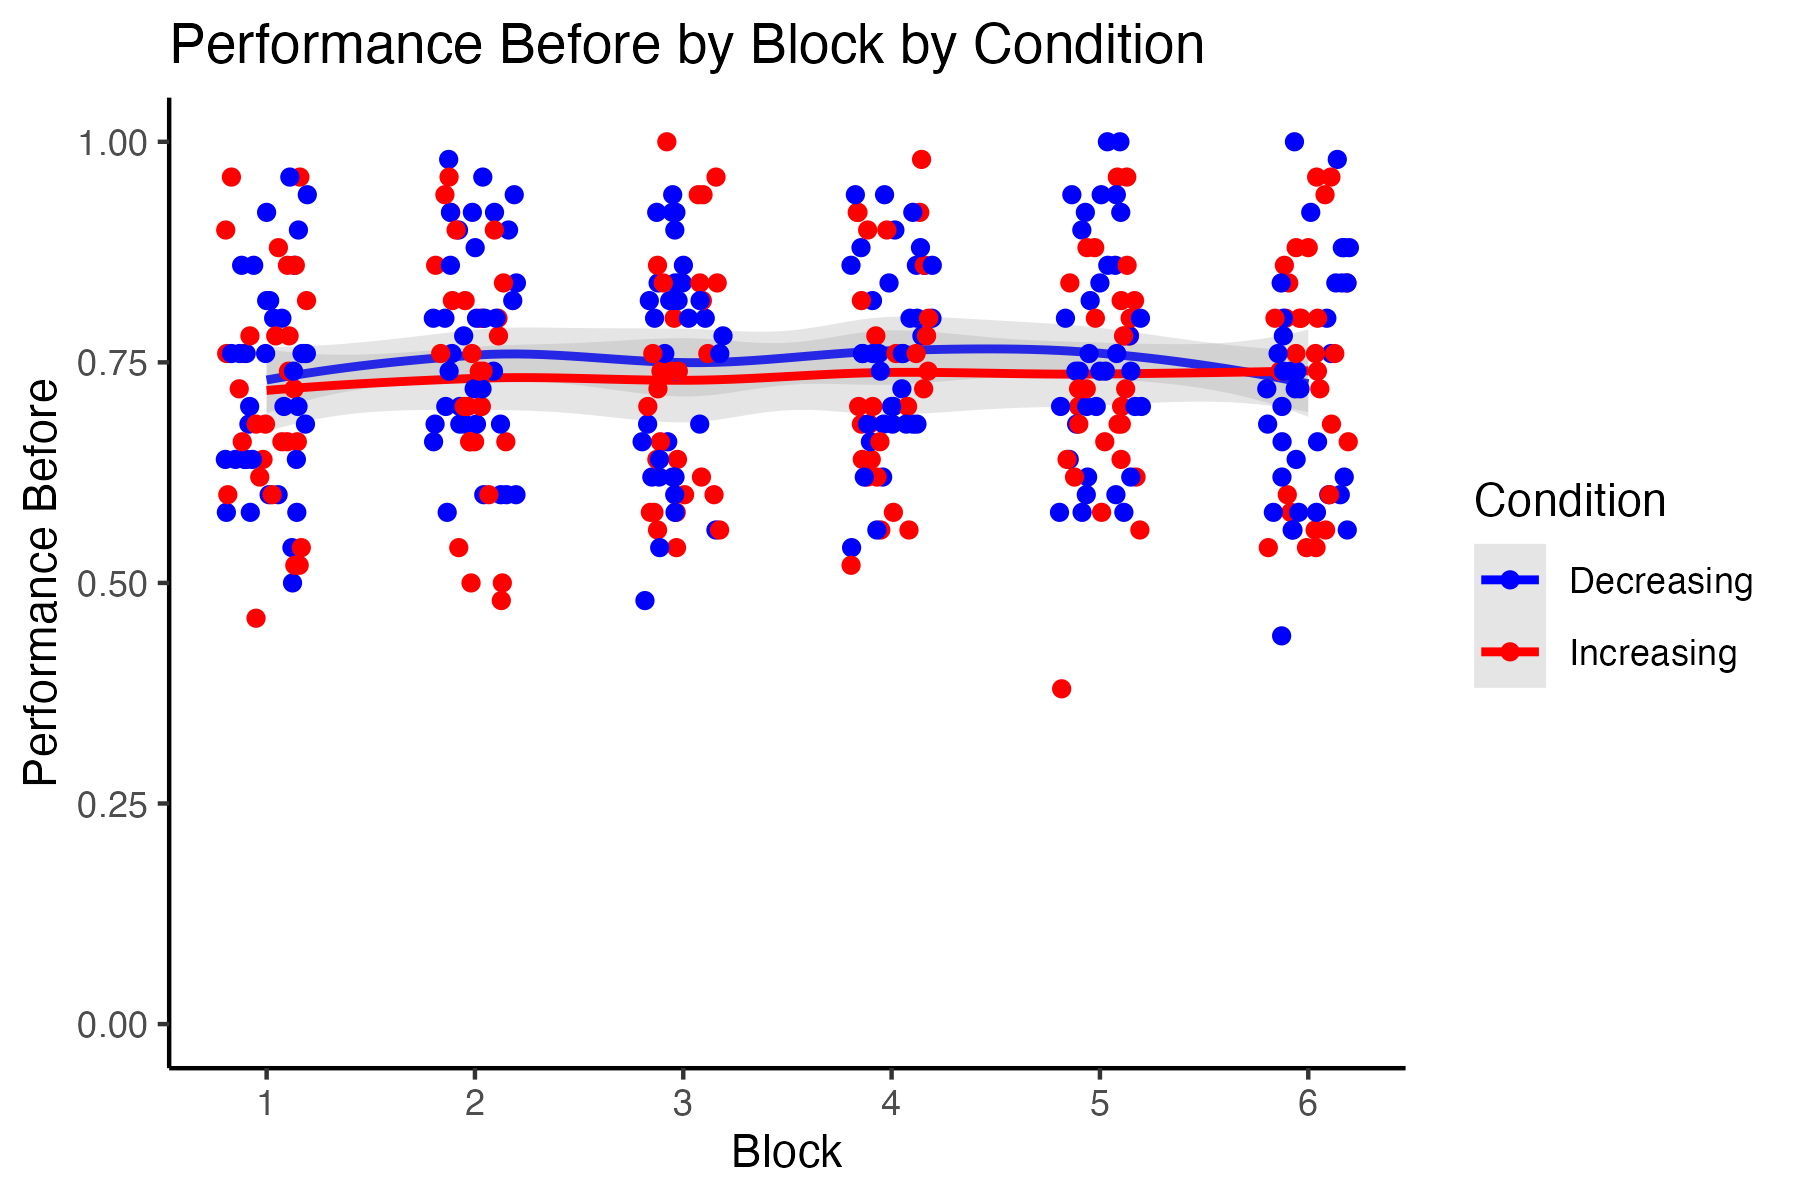 Performance Before by Block by Condition
Performance Before
1.00
0.75
0.50
0.25
0.00
1 2 3 4 5 6
Block
Condition
Decreasing
Increasing